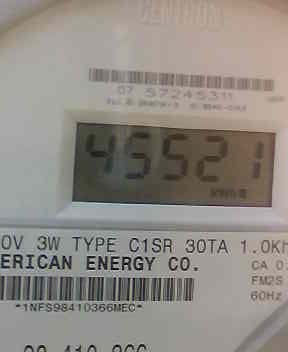 CENTRON
07 57245311
45521
KWH
0V 3W TYPE C1SR 30TA 1.0Kh
ERICAN ENERGY CO.
CA 0.
FM2S
60Hz
*1NFS98410366MEC*